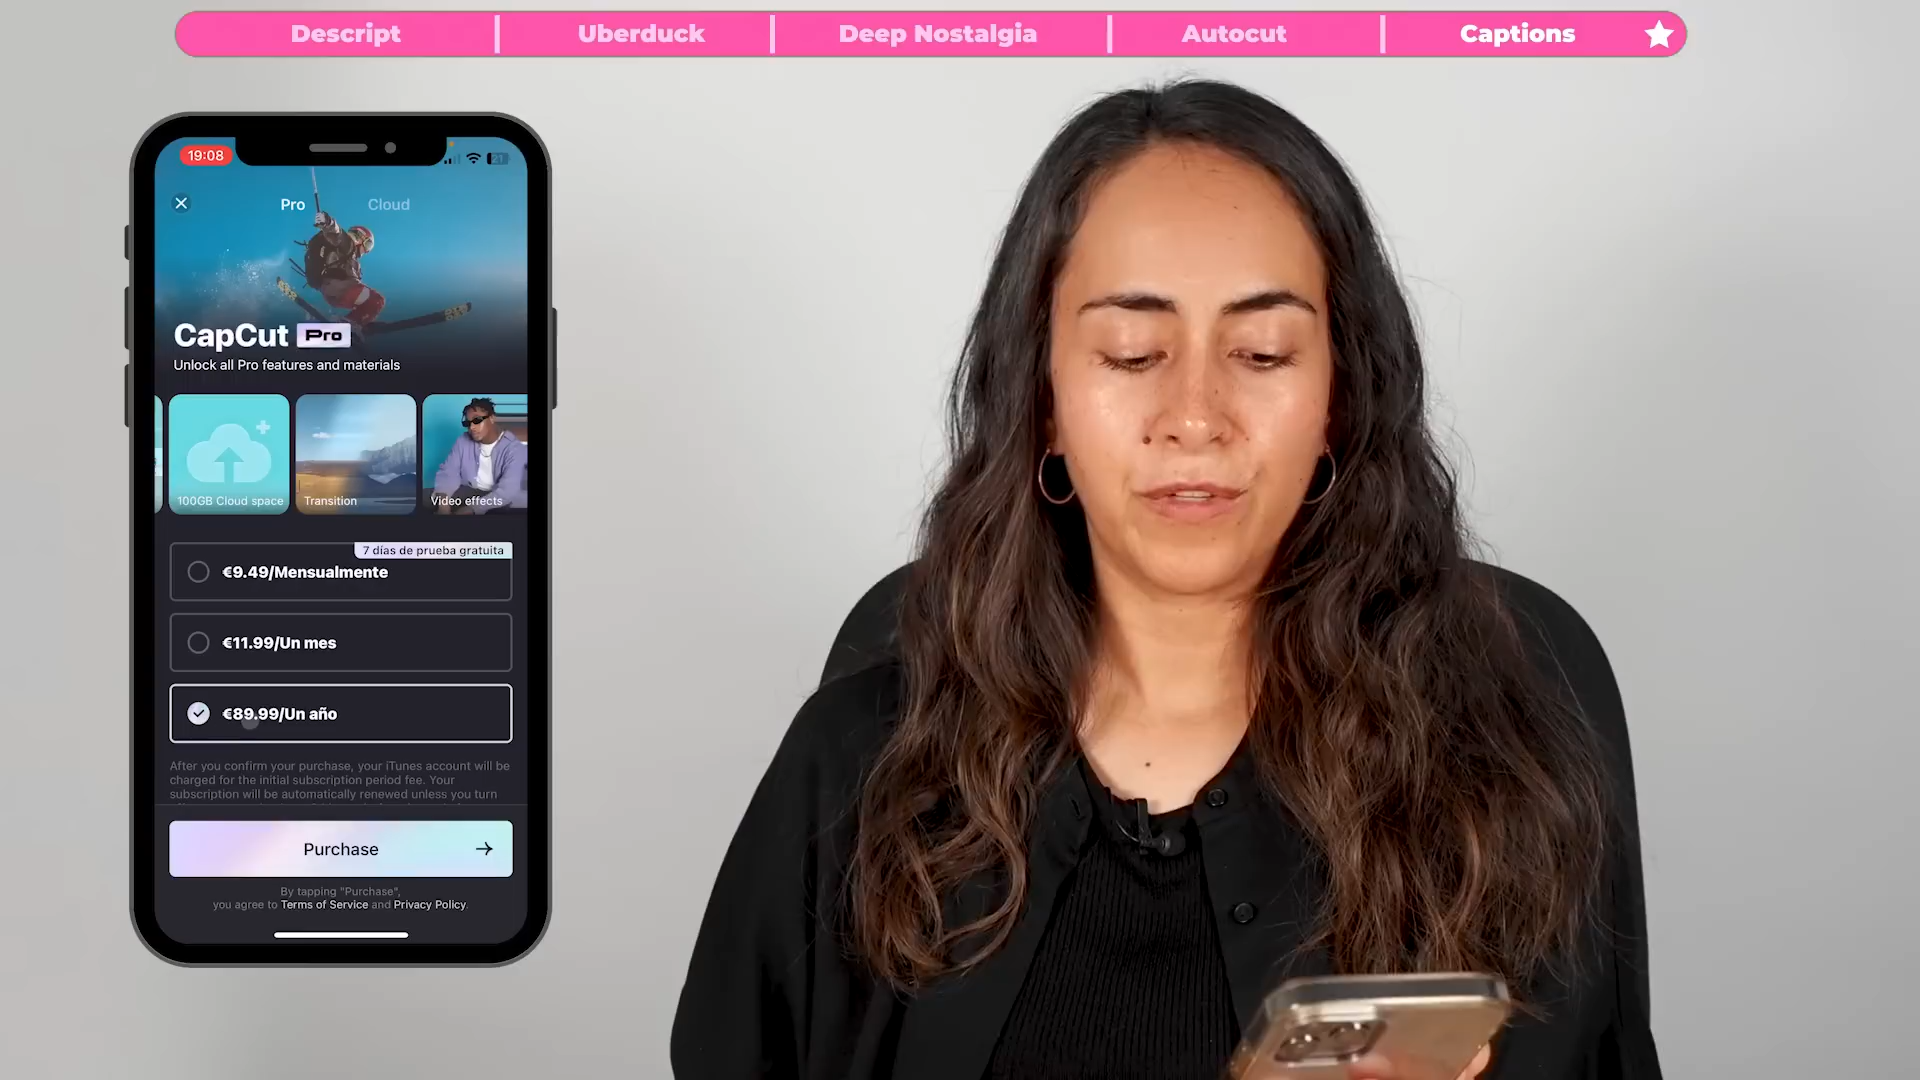 Descript
Uberduck
Deep Nostalgia
Autocut
Captions
19:08
21
Pro
Cloud
CapCut Pro
Unlock all Pro features and materials
100GB Cloud space
Transition
Video effects
7 días de prueba gratuita
€9.49/Mensualmente
€11.99/Un mes
€89.99/Un año
After you confirm your purchase, your iTunes account will be
charged for the initial subscription period fee. Your
subscription will be automatically renewed unless you turn
Purchase
By tapping "Purchase",
you agree to Terms of Service and Privacy Policy.